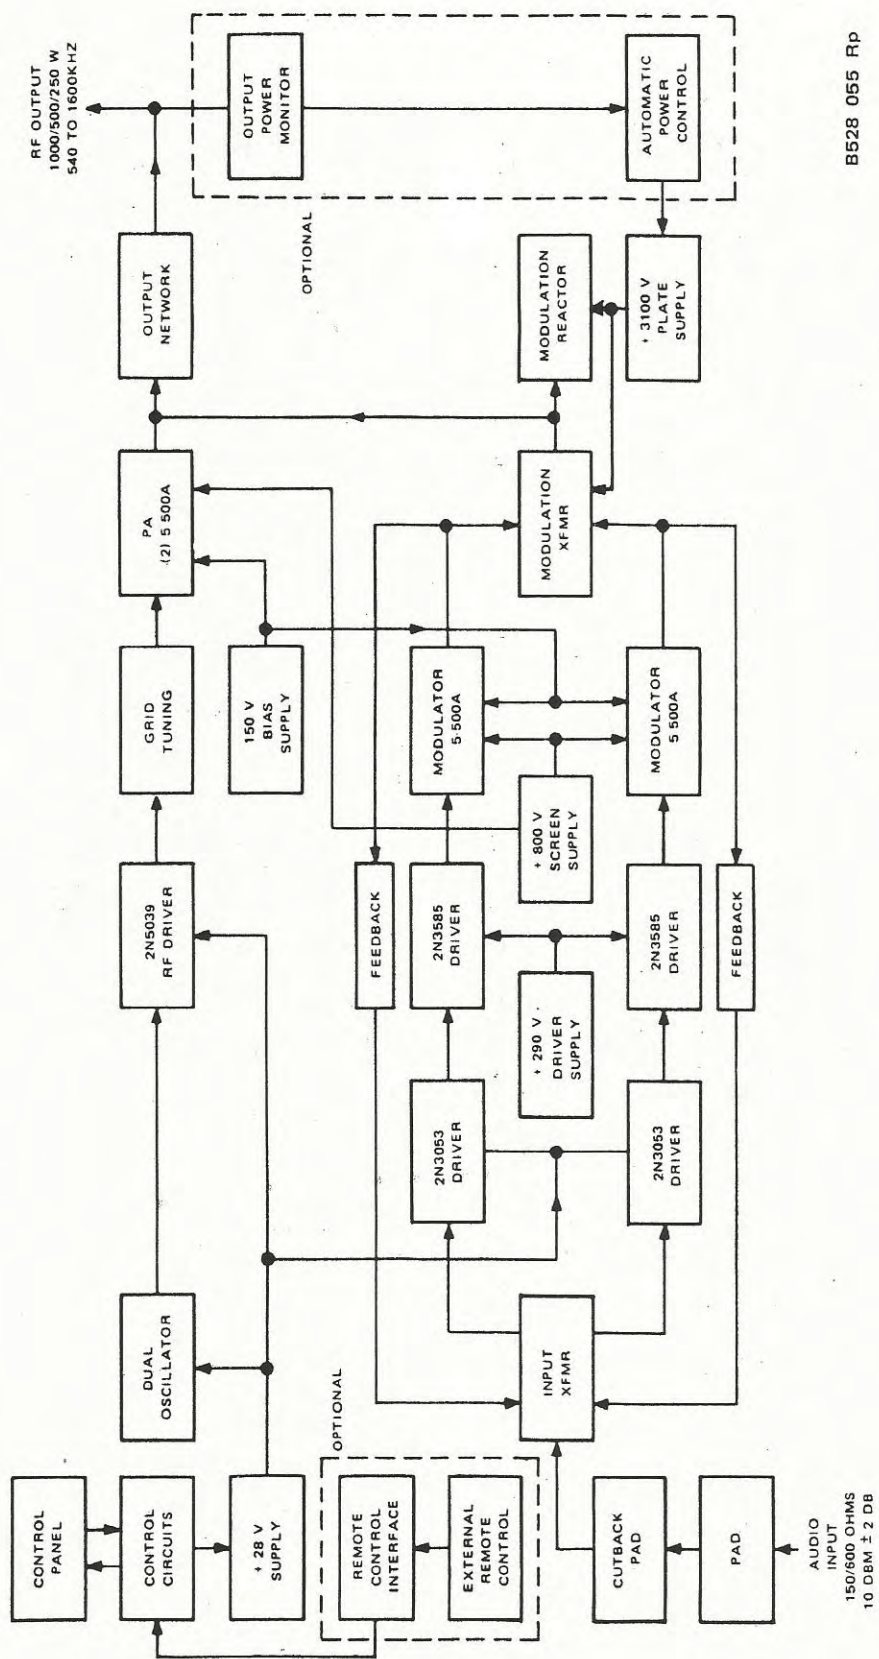 CONTROL
PANEL
CONTROL
CIRCUITS
+ 28 V
SUPPLY
DUAL
OSCILLATOR
2N5039
RF DRIVER
GRID
TUNING
150 V
BIAS
SUPPLY
PA
(2) 5 500A
OUTPUT
NETWORK
RF OUTPUT
1000/500/250 W
540 TO 1600KHZ
OPTIONAL
OUTPUT
POWER
MONITOR
AUTOMATIC
POWER
CONTROL
OPTIONAL
REMOTE
CONTROL
INTERFACE
EXTERNAL
REMOTE
CONTROL
FEEDBACK
2N3053
DRIVER
2N3585
DRIVER
MODULATOR
5-500A
INPUT
XFMR
+ 290 V
DRIVER
SUPPLY
+ 800 V
SCREEN
SUPPLY
MODULATION
XFMR
MODULATION
REACTOR
2N3053
DRIVER
2N3585
DRIVER
MODULATOR
5 500A
+ 3100 V
PLATE
SUPPLY
FEEDBACK
CUTBACK
PAD
PAD
AUDIO
INPUT
150/600 OHMS
10 DBM ± 2 DB
B528 055 Rp